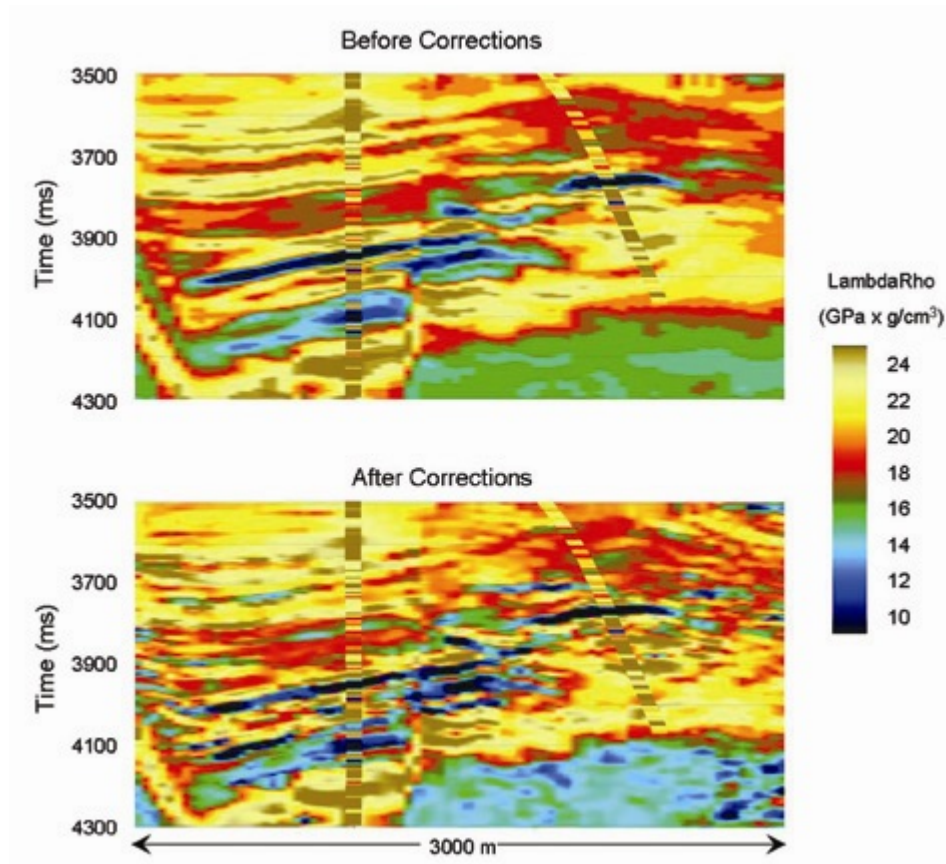 Before Corrections
3500
3700
3900
4100
4300
Time (ms)
LambdaRho
(GPa x g/cm³)
24
22
20
18
16
14
12
10
After Corrections
3500
3700
3900
4100
4300
Time (ms)
3000 m